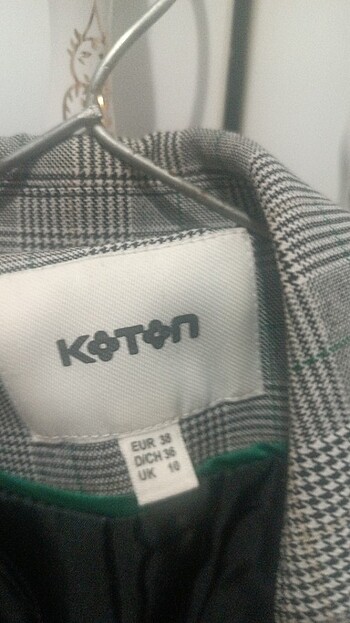 KOTON
EUR 38
D/CH 36
UK 10